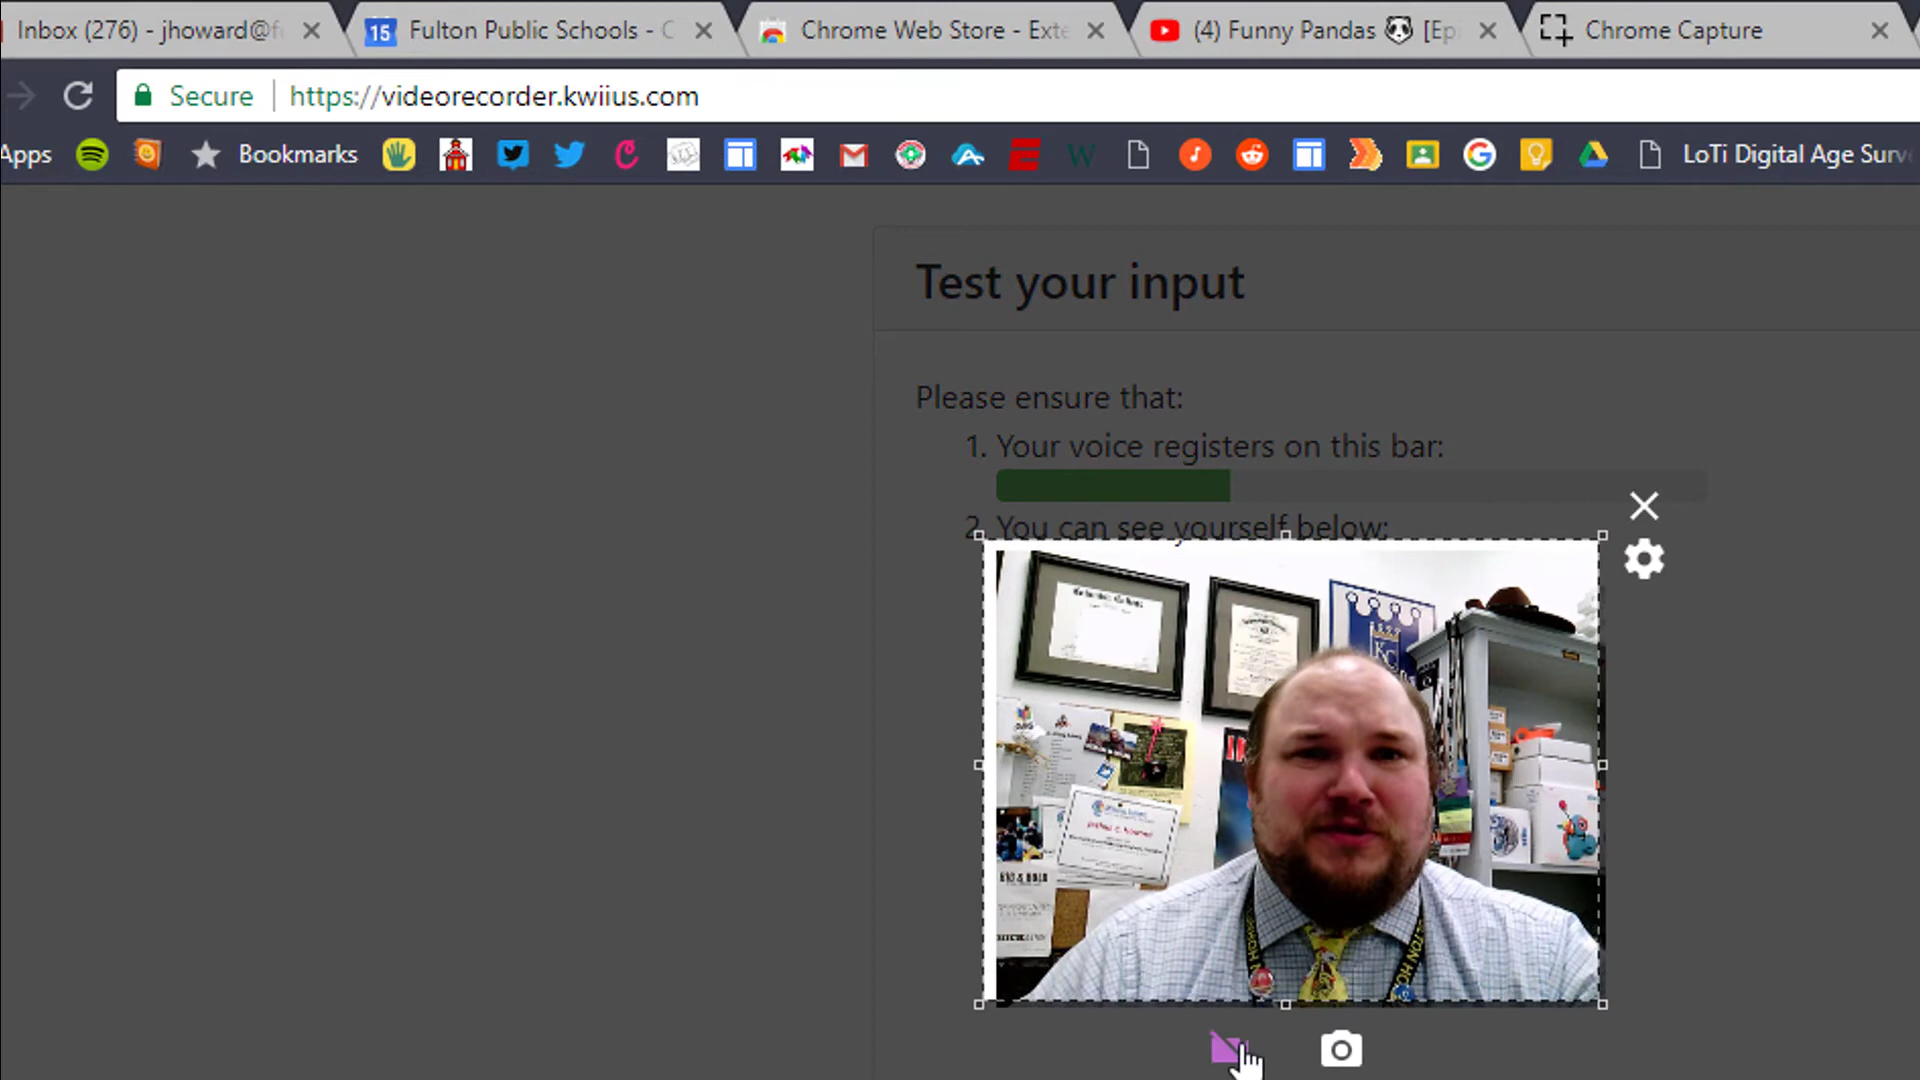 Inbox (276) - jhoward@f
15
Fulton Public Schools - C
Chrome Web Store - Exte
(4) Funny Pandas 🐼 [Ep
Chrome Capture
Secure
https://videorecorder.kwiius.com
Apps
Bookmarks
LoTi Digital Age Surv
Test your input
Please ensure that:
1. Your voice registers on this bar:
2. You can see yourself below:
KC